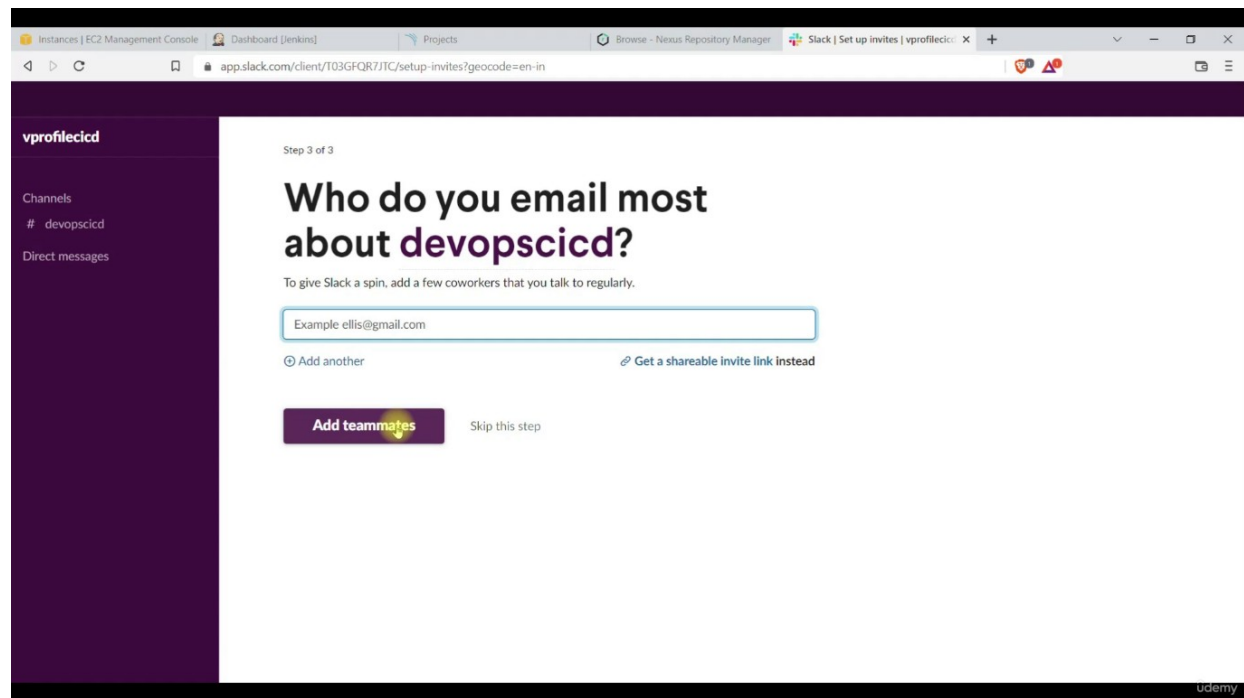 Instances | EC2 Management Console Dashboard [Jenkins] Projects Browse - Nexus Repository Manager Slack | Set up invites | vprofilecicd
app.slack.com/client/T03GFQR7JTC/setup-invites?geocode=en-in
vprofilecicd
Channels
# devopscicd
Direct messages
Step 3 of 3
Who do you email most
about devopscicd?
To give Slack a spin, add a few coworkers that you talk to regularly.
Example ellis@gmail.com
Add another Get a shareable invite link instead
Add teammates Skip this step
udemy